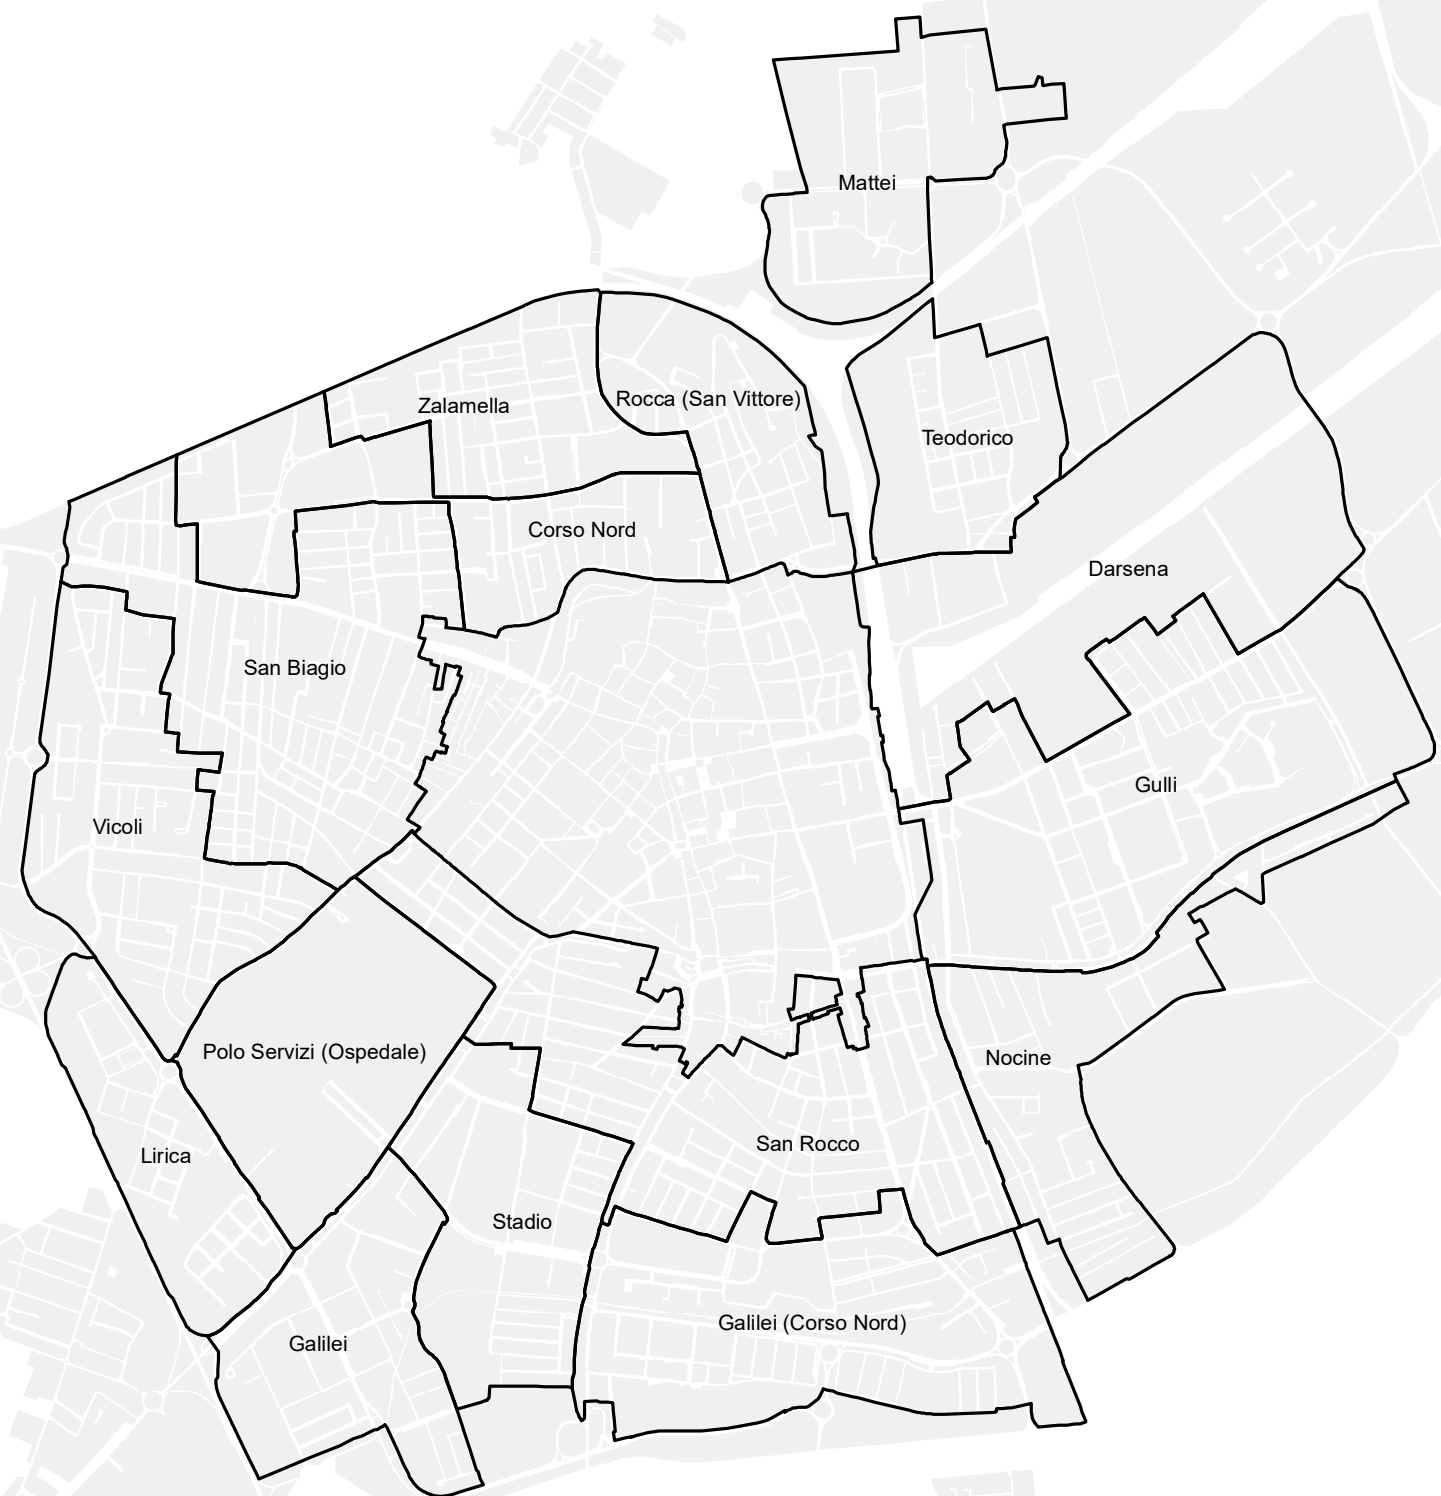 Mattei
Rocca (San Vittore)
Zalamella
Teodorico
Corso Nord
Darsena
San Biagio
Gulli
Vicoli
Polo Servizi (Ospedale)
Nocine
San Rocco
Lirica
Stadio
Galilei (Corso Nord)
Galilei